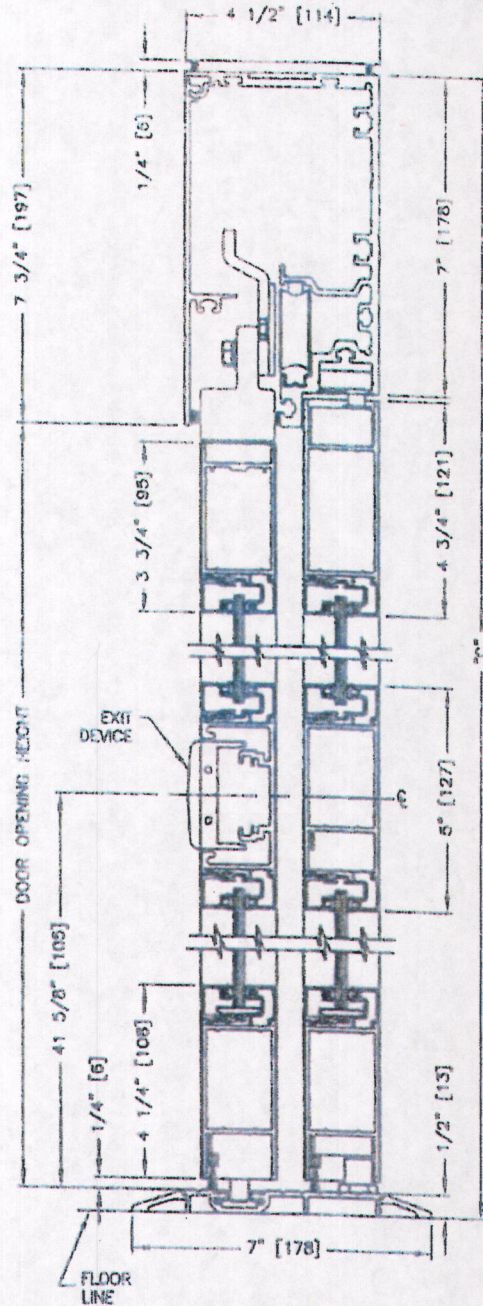 4 1/2" [114]
1/4" [6]
7 3/4" [197]
7" [178]
3 3/4" [95]
4 3/4" [121]
EXIT
DEVICE
DOOR OPENING HEIGHT
5" [127]
41 5/8" [105]
1/4" [6]
4 1/4" [108]
1/2" [13]
7" [178]
FLOOR
LINE